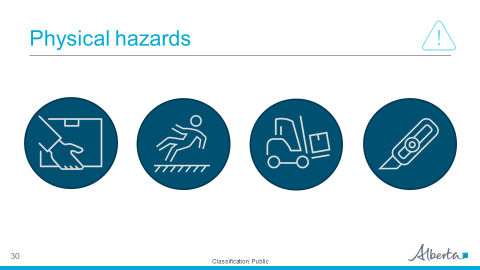 Physical hazards
!
30
Classification: Public
Alberta